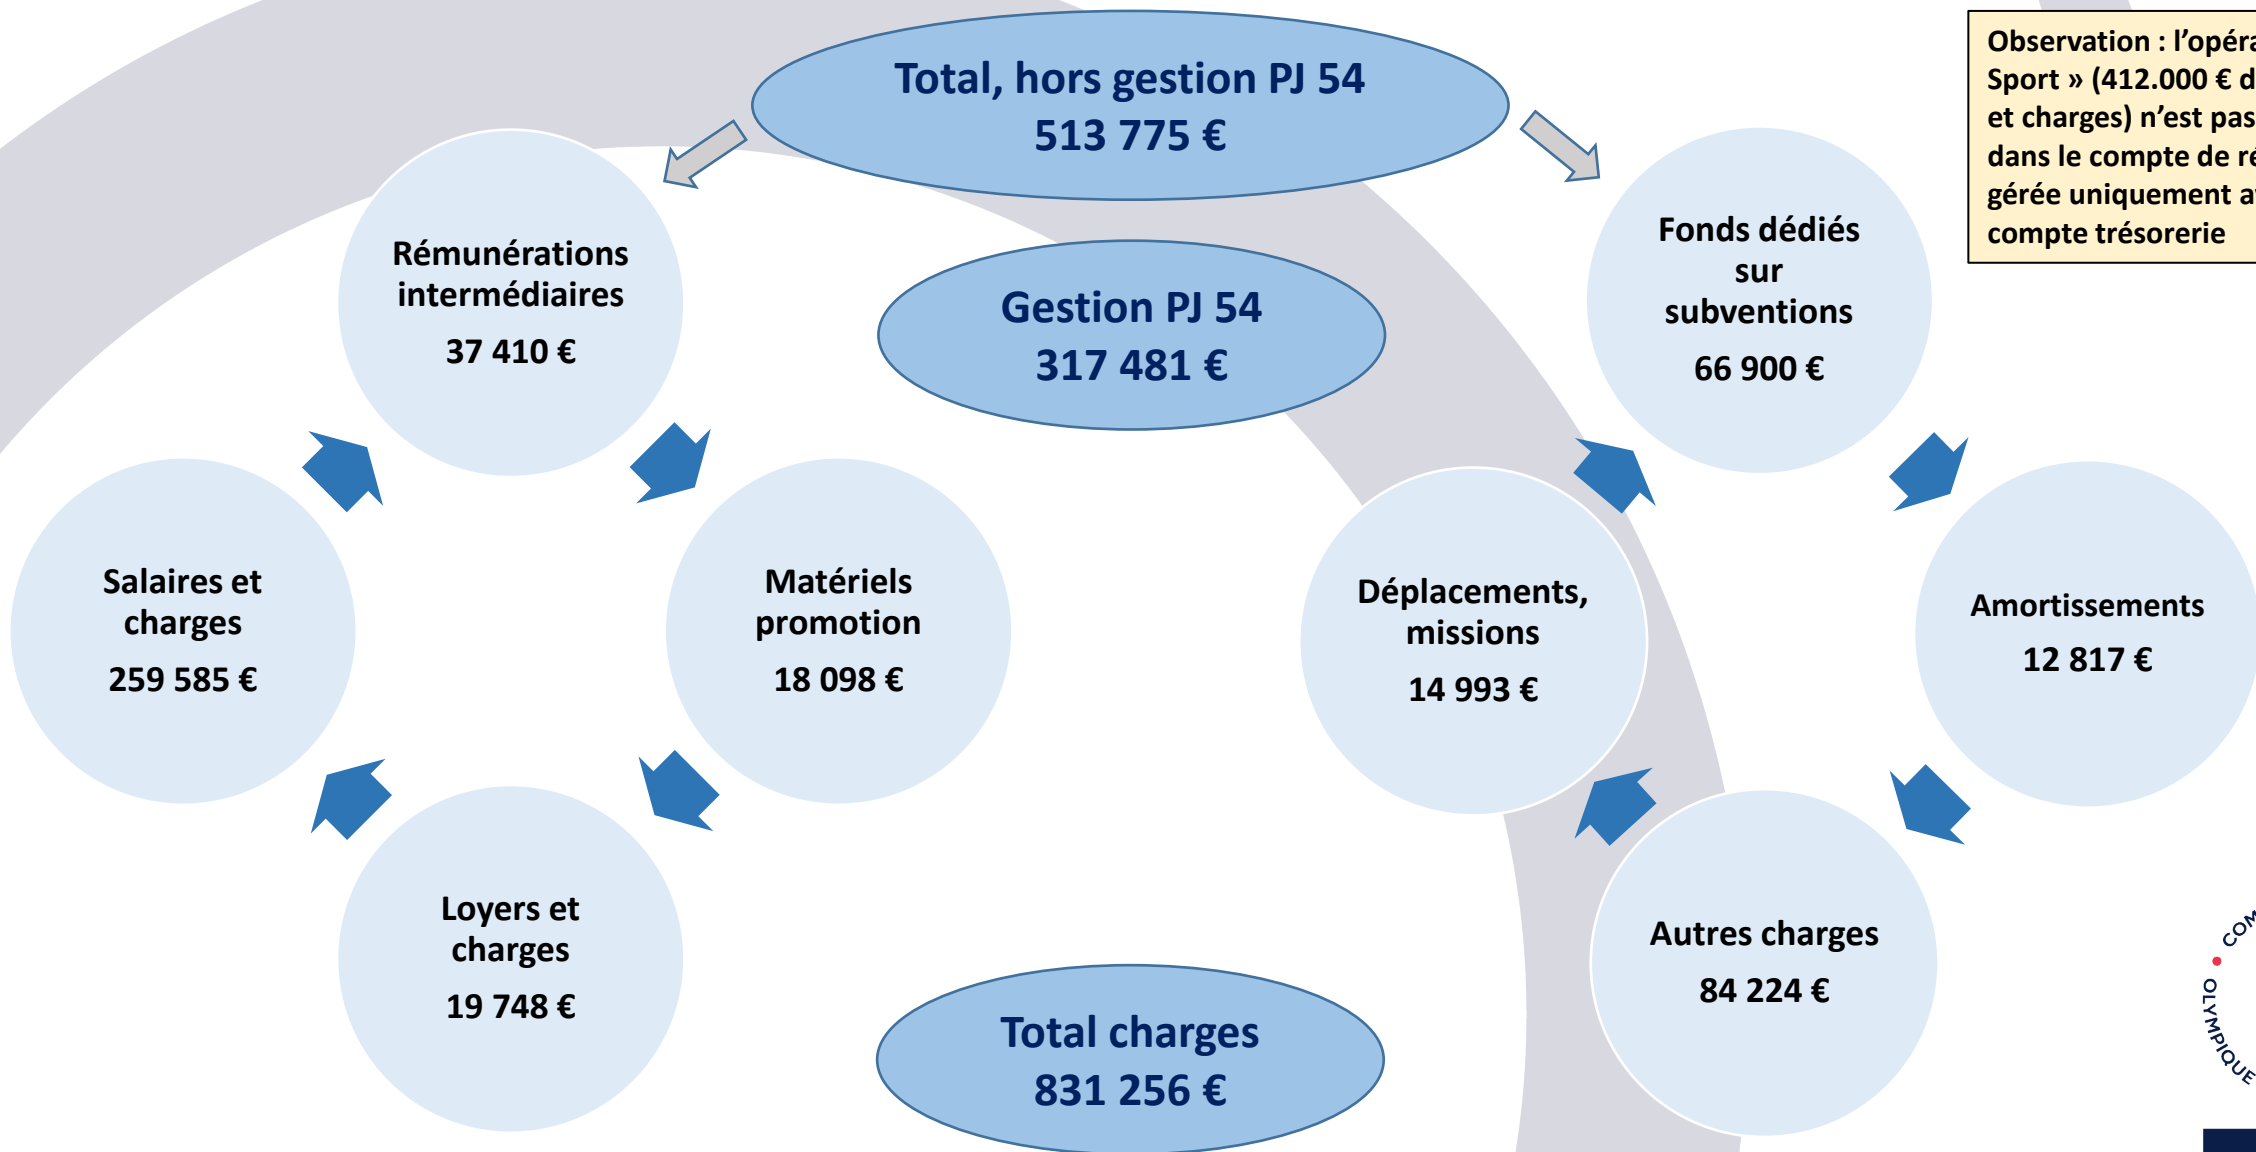 Total, hors gestion PJ 54
513 775 €
Observation : l’opéra
Sport » (412.000 € d
et charges) n’est pas
dans le compte de ré
gérée uniquement a
compte trésorerie
Rémunérations
intermédiaires
37 410 €
Gestion PJ 54
317 481 €
Fonds dédiés
sur
subventions
66 900 €
Salaires et
charges
259 585 €
Matériels
promotion
18 098 €
Déplacements,
missions
14 993 €
Amortissements
12 817 €
Loyers et
charges
19 748 €
Autres charges
84 224 €
Total charges
831 256 €
OLYMPIQUE • COM